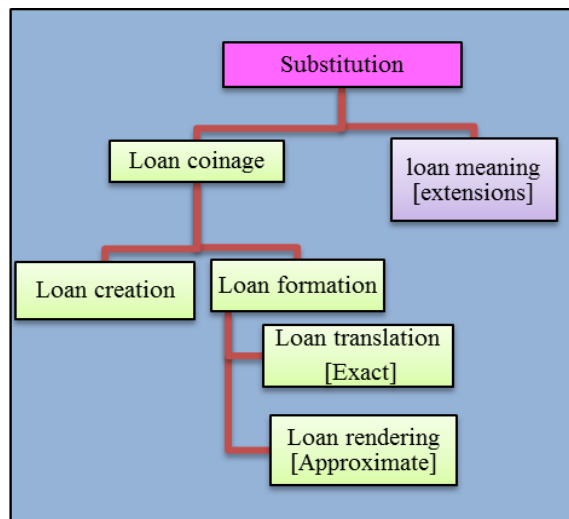 Substitution
Loan coinage
loan meaning
[extensions]
Loan creation
Loan formation
Loan translation
[Exact]
Loan rendering
[Approximate]